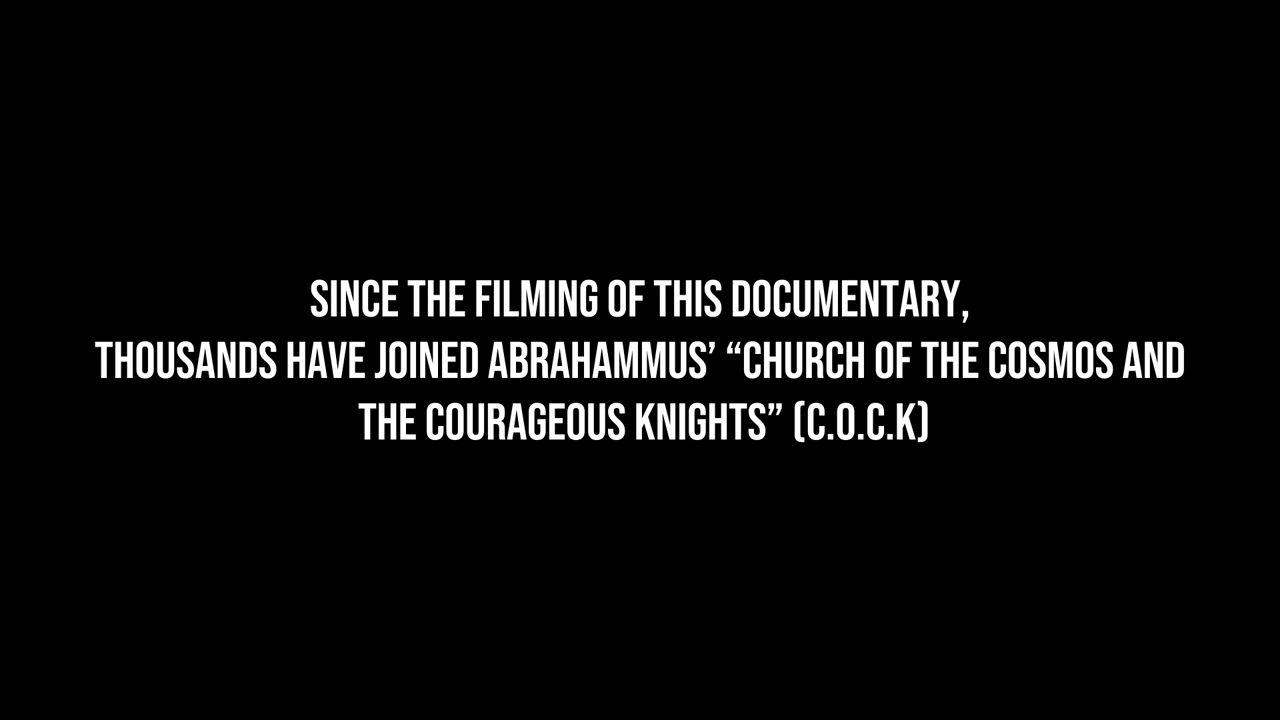 SINCE THE FILMING OF THIS DOCUMENTARY,
THOUSANDS HAVE JOINED ABRAHAMMUS’ “CHURCH OF THE COSMOS AND
THE COURAGEOUS KNIGHTS” (C.O.C.K)